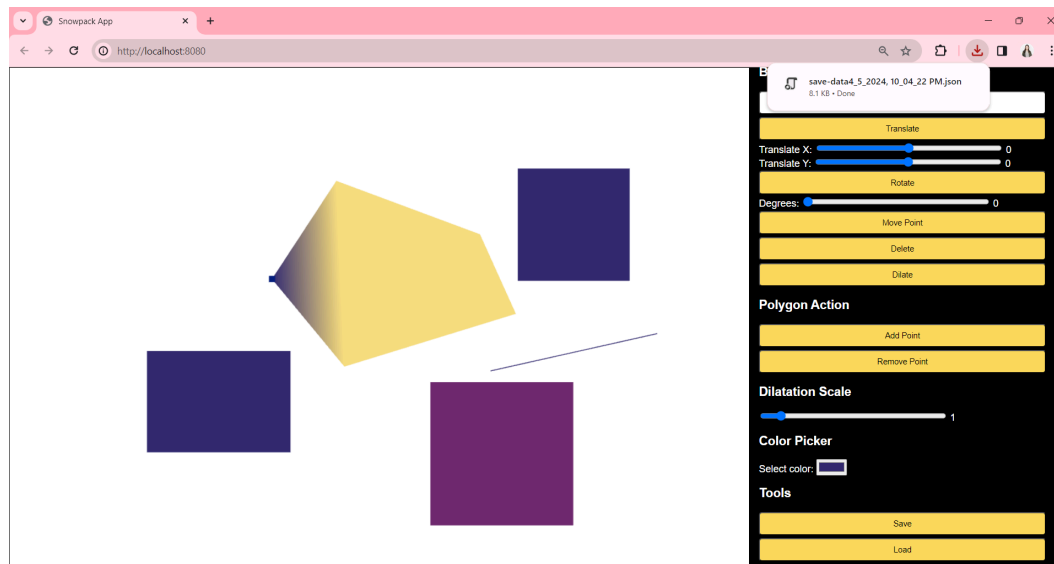 Snowpack App
http://localhost:8080
save-data4_5_2024, 10_04_22 PM.json
8.1 KB • Done
Translate
Translate X: 0
Translate Y: 0
Rotate
Degrees: 0
Move Point
Delete
Dilate
Polygon Action
Add Point
Remove Point
Dilatation Scale
1
Color Picker
Select color:
Tools
Save
Load